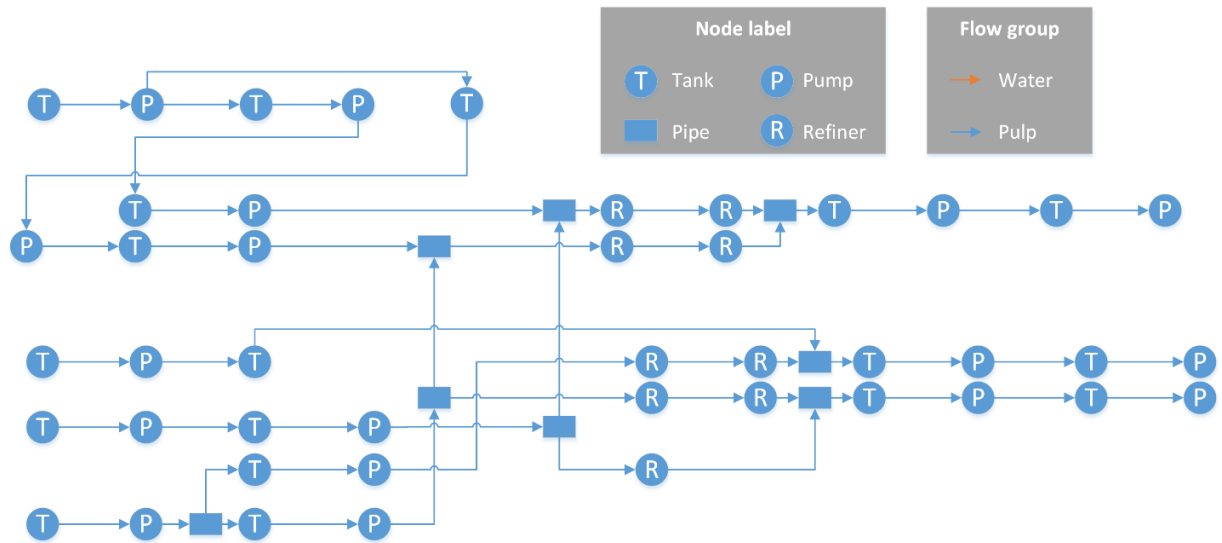 Node label
Flow group
T Tank P Pump
Water
Pipe R Refiner
Pulp
T P T P T
T P R R T P T P
P T P R R
T P T R R T P T P
R R T P T P
T P T P
T P R
T P T P